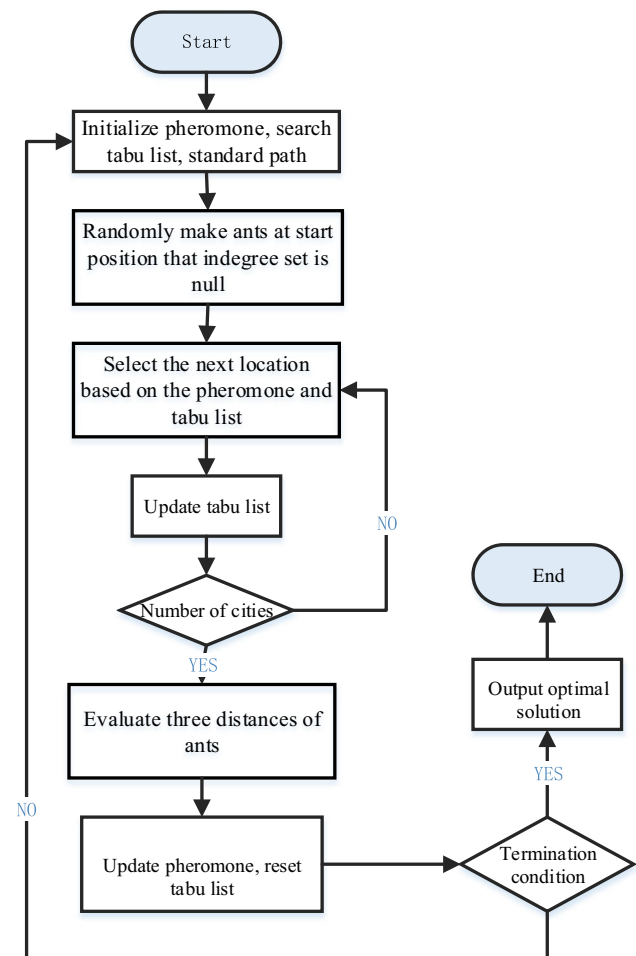 Start
Initialize pheromone, search
tabu list, standard path
Randomly make ants at start
position that indegree set is
null
Select the next location
based on the pheromone and
tabu list
Update tabu list
NO
Number of cities
YES
Evaluate three distances of
ants
Update pheromone, reset
tabu list
Termination
condition
YES
Output optimal
solution
End
NO